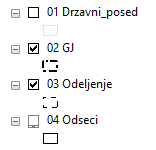 01 Drzavni_posed
02 GJ
03 Odeljenje
04 Odseci